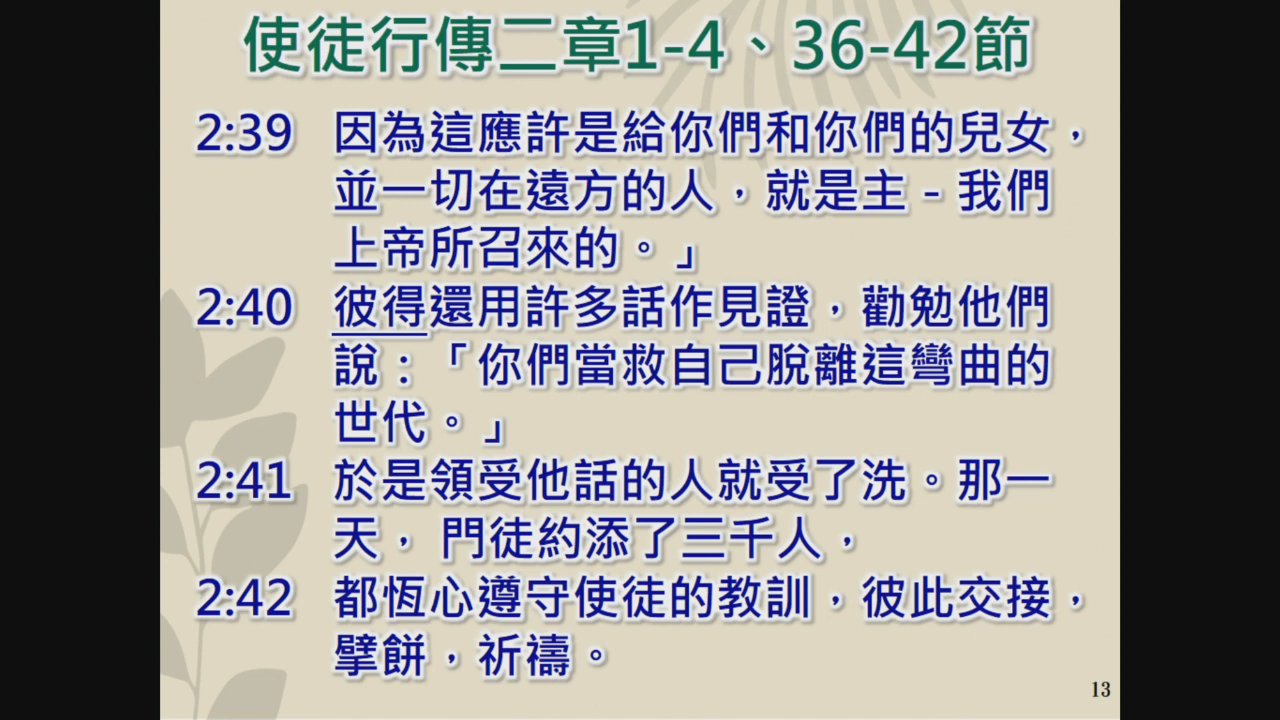 使徒行傳二章1-4、36-42節
2:39 因為這應許是給你們和你們的兒女，
並一切在遠方的人，就是主－我們
上帝所召來的。」
2:40 彼得還用許多話作見證，勸勉他們
說：「你們當救自己脫離這彎曲的
世代。」
2:41 於是領受他話的人就受了洗。那一
天， 門徒約添了三千人，
2:42 都恆心遵守使徒的教訓，彼此交接，
擘餅，祈禱。
13